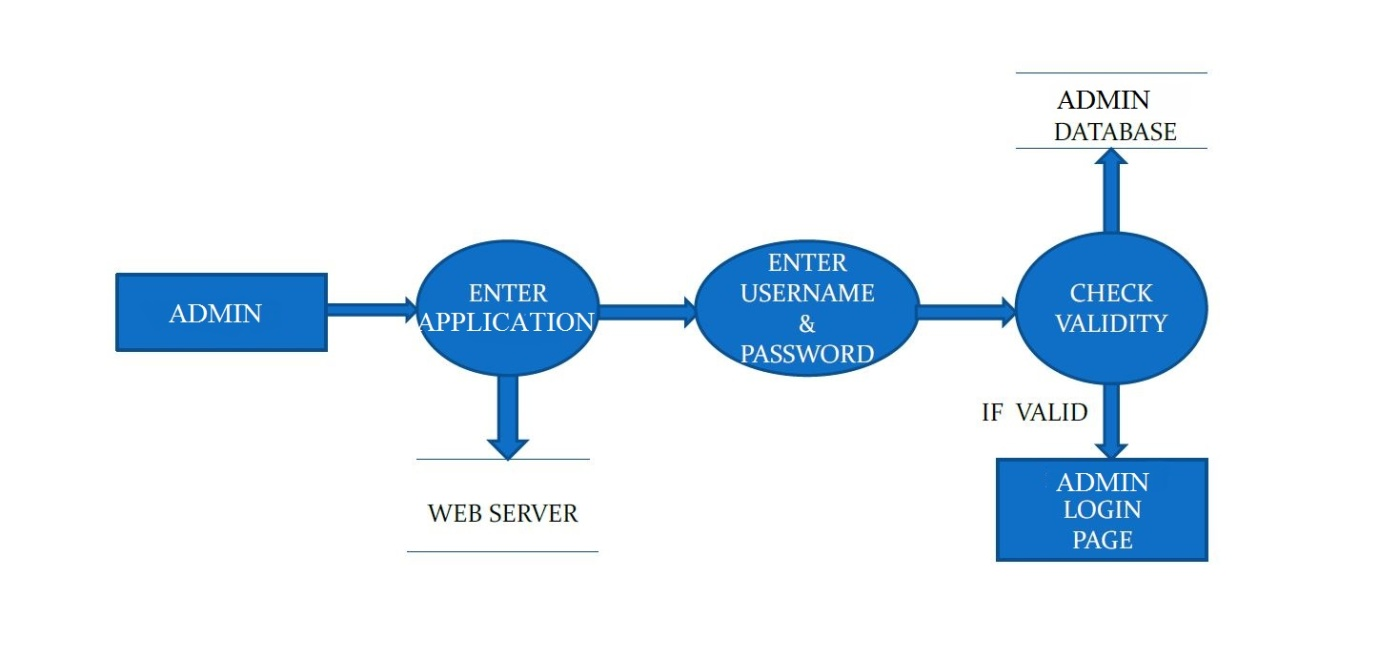 ADMIN
DATABASE
ADMIN
ENTER
APPLICATION
ENTER
USERNAME
&
PASSWORD
CHECK
VALIDITY
IF VALID
WEB SERVER
ADMIN
LOGIN
PAGE